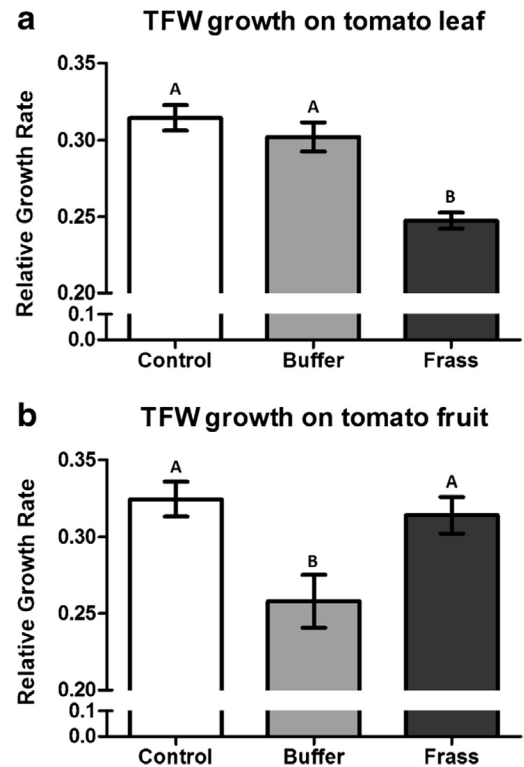 a
TFW growth on tomato leaf
Relative Growth Rate
0.35
0.30
0.25
0.20
0.1
0.0
A
A
B
Control Buffer Frass
b
TFW growth on tomato fruit
Relative Growth Rate
0.35
0.30
0.25
0.20
0.1
0.0
A
B
A
Control Buffer Frass